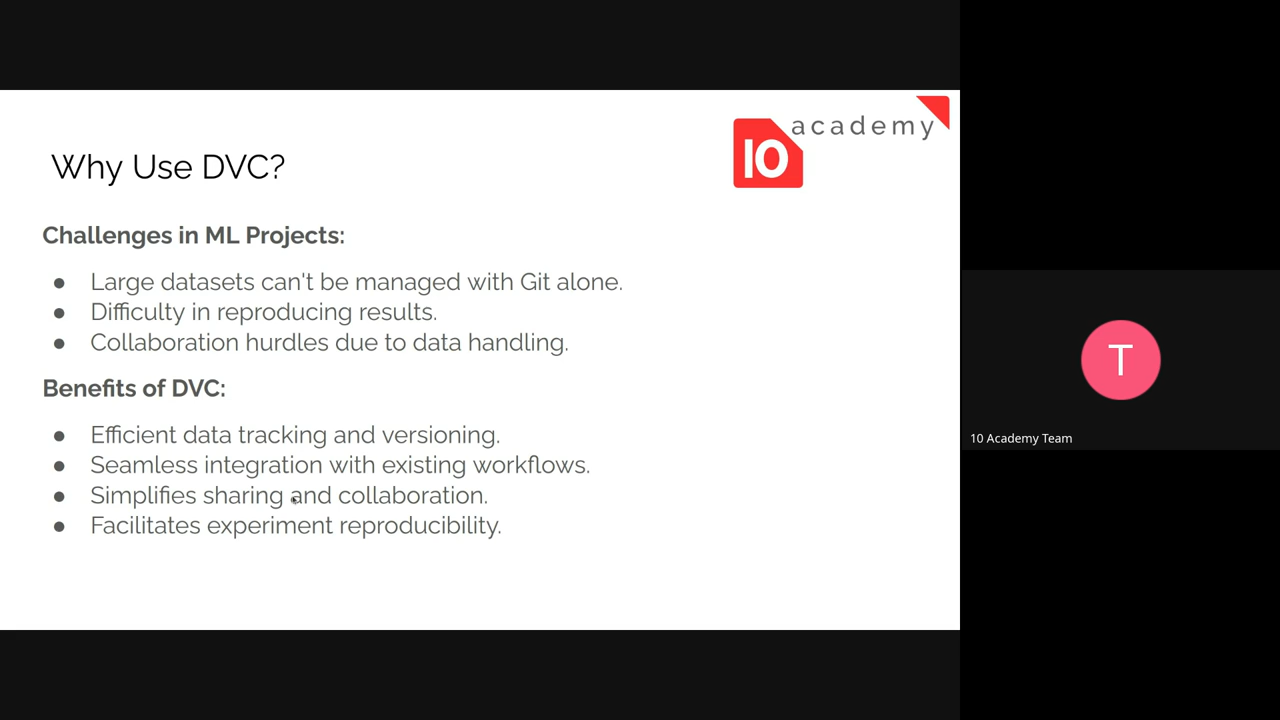 10 academy
Why Use DVC?
Challenges in ML Projects:
● Large datasets can't be managed with Git alone.
● Difficulty in reproducing results.
● Collaboration hurdles due to data handling.
Benefits of DVC:
● Efficient data tracking and versioning.
● Seamless integration with existing workflows.
● Simplifies sharing and collaboration.
● Facilitates experiment reproducibility.
T
10 Academy Team